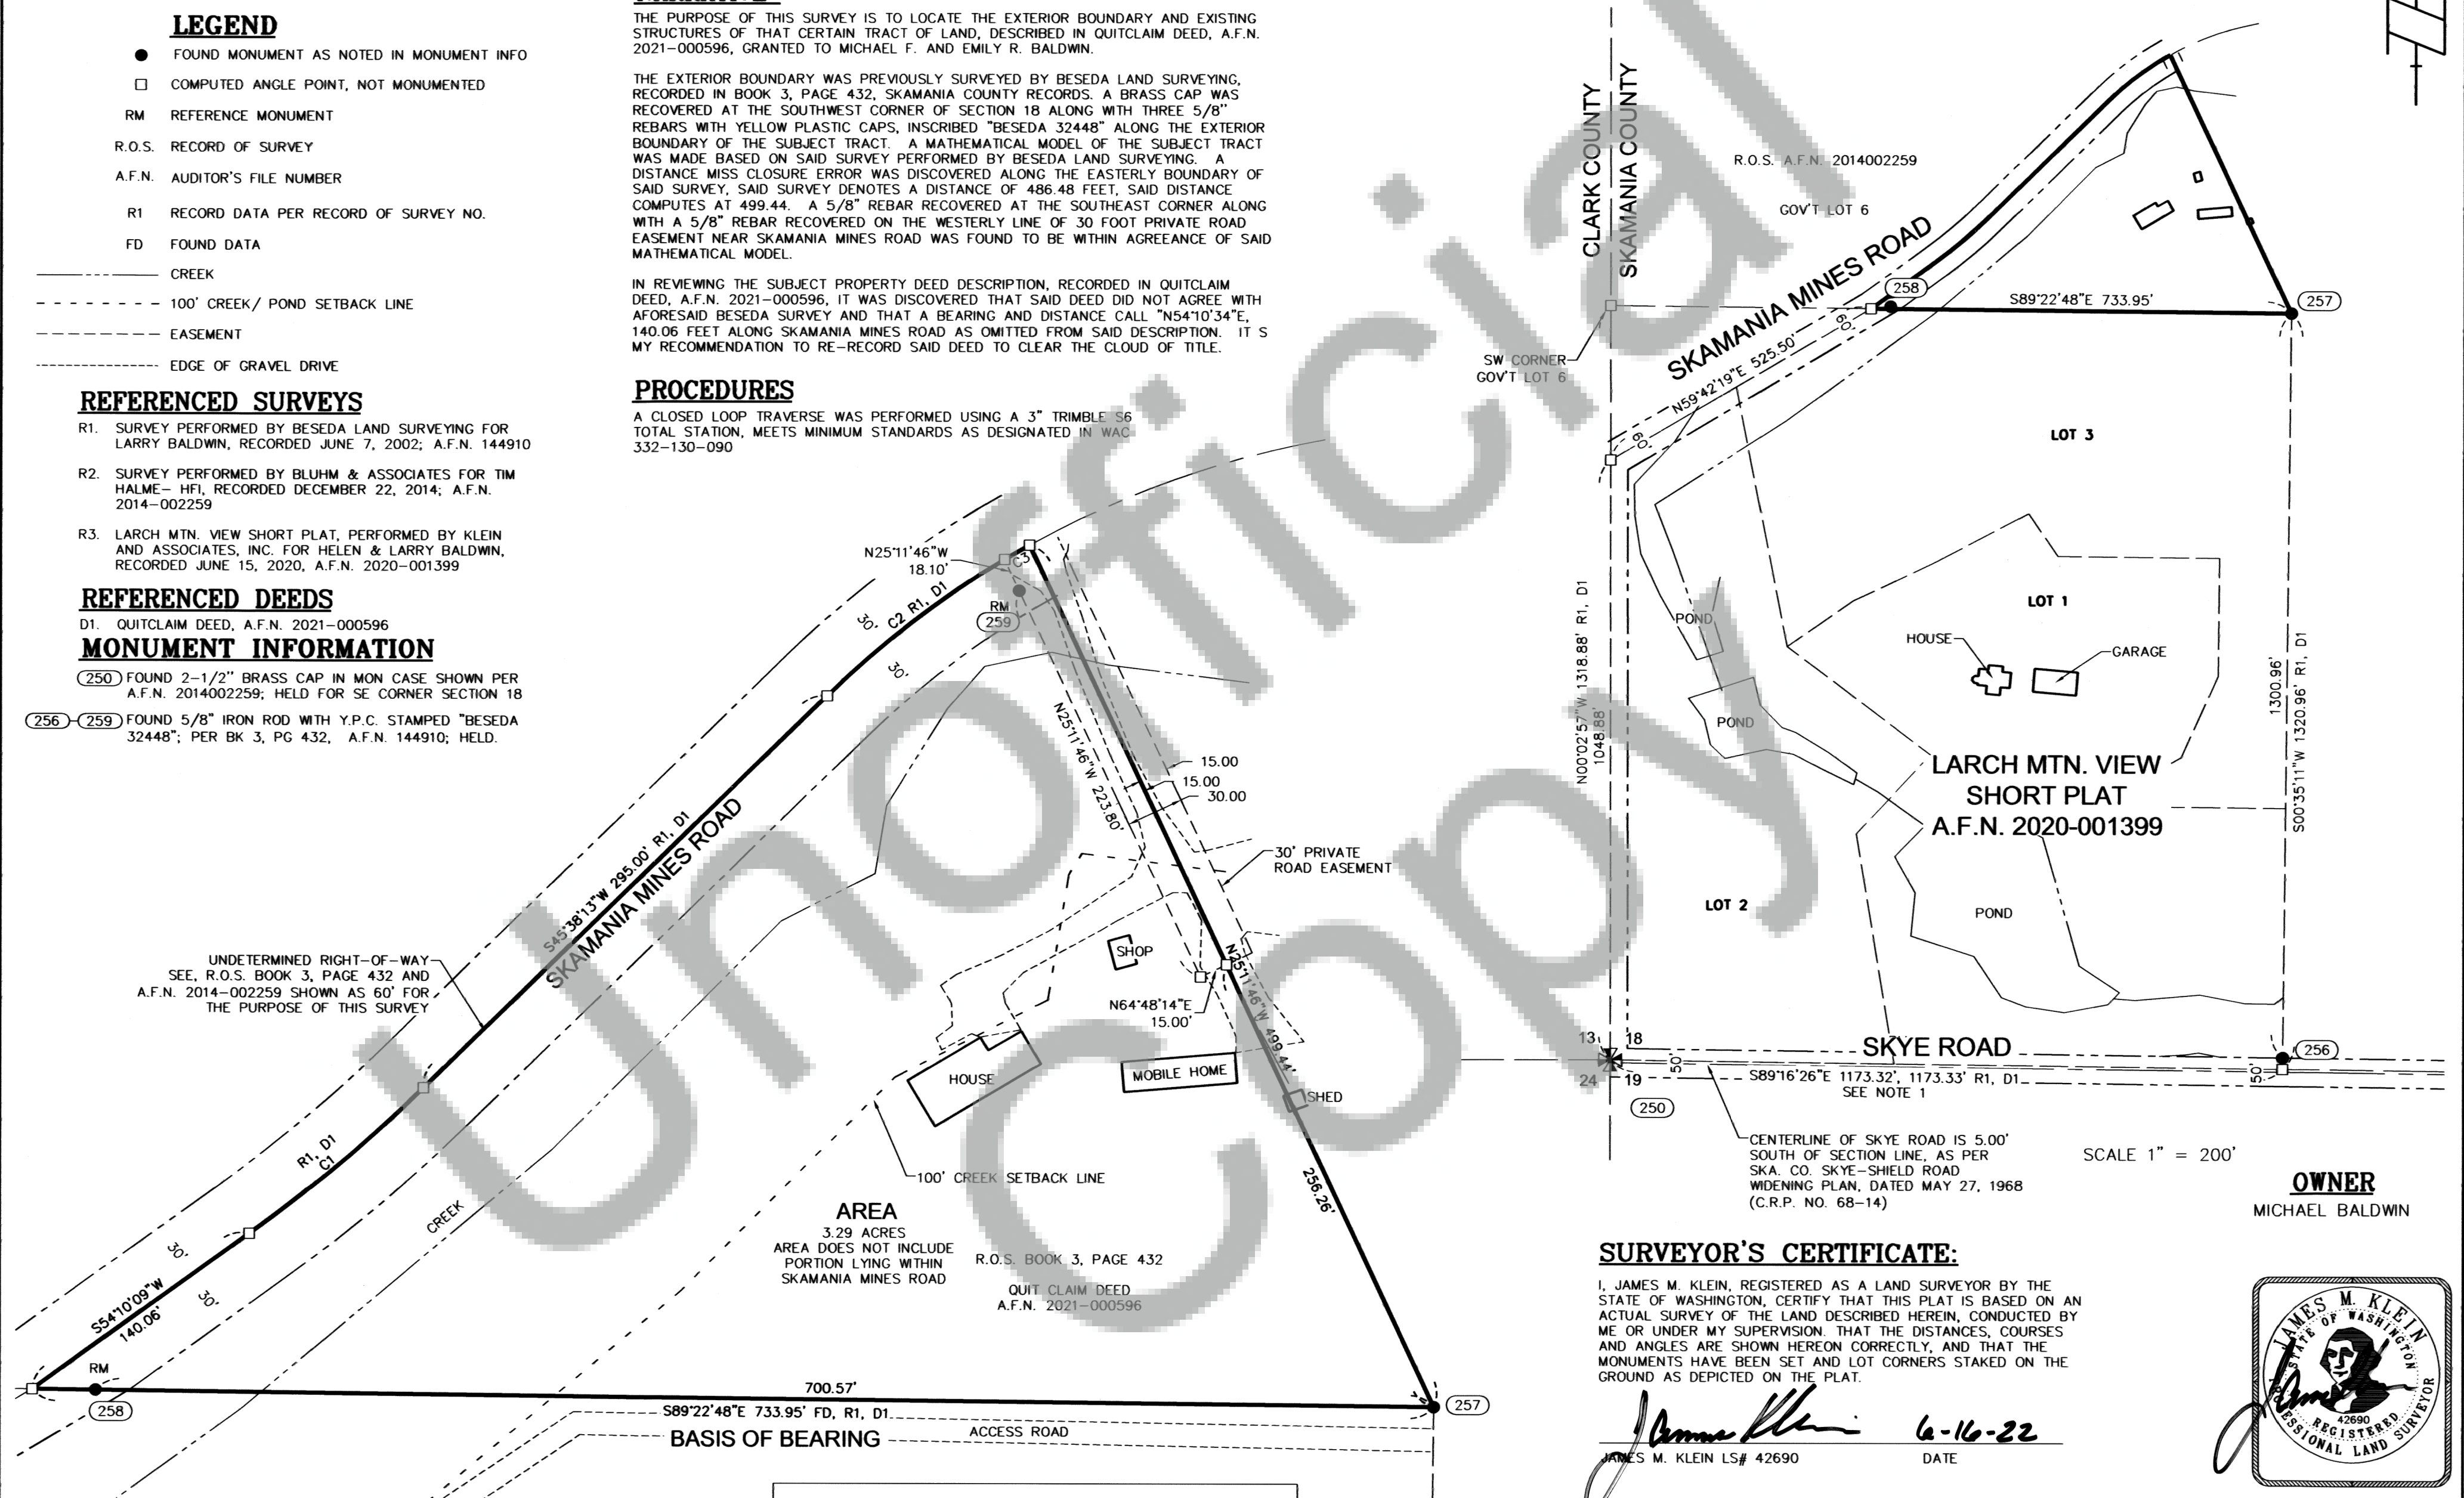 LEGEND
FOUND MONUMENT AS NOTED IN MONUMENT INFO
COMPUTED ANGLE POINT, NOT MONUMENTED
RM REFERENCE MONUMENT
R.O.S. RECORD OF SURVEY
A.F.N. AUDITOR'S FILE NUMBER
R1 RECORD DATA PER RECORD OF SURVEY NO.
FD FOUND DATA
CREEK
100' CREEK/ POND SETBACK LINE
EASEMENT
EDGE OF GRAVEL DRIVE
REFERENCED SURVEYS
R1. SURVEY PERFORMED BY BESEDA LAND SURVEYING FOR
LARRY BALDWIN, RECORDED JUNE 7, 2002; A.F.N. 144910
R2. SURVEY PERFORMED BY BLUHM & ASSOCIATES FOR TIM
HALME- HFI, RECORDED DECEMBER 22, 2014; A.F.N.
2014-002259
R3. LARCH MTN. VIEW SHORT PLAT, PERFORMED BY KLEIN
AND ASSOCIATES, INC. FOR HELEN & LARRY BALDWIN,
RECORDED JUNE 15, 2020, A.F.N. 2020-001399
REFERENCED DEEDS
D1. QUITCLAIM DEED, A.F.N. 2021-000596
MONUMENT INFORMATION
250 FOUND 2-1/2" BRASS CAP IN MON CASE SHOWN PER
A.F.N. 2014002259; HELD FOR SE CORNER SECTION 18
256 - 259 FOUND 5/8" IRON ROD WITH Y.P.C. STAMPED "BESEDA
32448"; PER BK 3, PG 432, A.F.N. 144910; HELD.
THE PURPOSE OF THIS SURVEY IS TO LOCATE THE EXTERIOR BOUNDARY AND EXISTING
STRUCTURES OF THAT CERTAIN TRACT OF LAND, DESCRIBED IN QUITCLAIM DEED, A.F.N.
2021-000596, GRANTED TO MICHAEL F. AND EMILY R. BALDWIN.
THE EXTERIOR BOUNDARY WAS PREVIOUSLY SURVEYED BY BESEDA LAND SURVEYING,
RECORDED IN BOOK 3, PAGE 432, SKAMANIA COUNTY RECORDS. A BRASS CAP WAS
RECOVERED AT THE SOUTHWEST CORNER OF SECTION 18 ALONG WITH THREE 5/8"
REBARS WITH YELLOW PLASTIC CAPS, INSCRIBED "BESEDA 32448" ALONG THE EXTERIOR
BOUNDARY OF THE SUBJECT TRACT. A MATHEMATICAL MODEL OF THE SUBJECT TRACT
WAS MADE BASED ON SAID SURVEY PERFORMED BY BESEDA LAND SURVEYING. A
DISTANCE MISS CLOSURE ERROR WAS DISCOVERED ALONG THE EASTERLY BOUNDARY OF
SAID SURVEY, SAID SURVEY DENOTES A DISTANCE OF 486.48 FEET, SAID DISTANCE
COMPUTES AT 499.44. A 5/8" REBAR RECOVERED AT THE SOUTHEAST CORNER ALONG
WITH A 5/8" REBAR RECOVERED ON THE WESTERLY LINE OF 30 FOOT PRIVATE ROAD
EASEMENT NEAR SKAMANIA MINES ROAD WAS FOUND TO BE WITHIN AGREEANCE OF SAID
MATHEMATICAL MODEL.
IN REVIEWING THE SUBJECT PROPERTY DEED DESCRIPTION, RECORDED IN QUITCLAIM
DEED, A.F.N. 2021-000596, IT WAS DISCOVERED THAT SAID DEED DID NOT AGREE WITH
AFORESAID BESEDA SURVEY AND THAT A BEARING AND DISTANCE CALL "N54°10'34"E,
140.06 FEET ALONG SKAMANIA MINES ROAD AS OMITTED FROM SAID DESCRIPTION. IT S
MY RECOMMENDATION TO RE-RECORD SAID DEED TO CLEAR THE CLOUD OF TITLE.
PROCEDURES
A CLOSED LOOP TRAVERSE WAS PERFORMED USING A 3" TRIMBLE S6
TOTAL STATION, MEETS MINIMUM STANDARDS AS DESIGNATED IN WAC
332-130-090
N25°11'46"W
18.10'
C3
RM
259
30' C2 R1, D1
30'
N25°11'46"W 223.80'
15.00
15.00
30.00
30' PRIVATE
ROAD EASEMENT
S45°38'13"W 295.00' R1, D1
SKAMANIA MINES ROAD
UNDETERMINED RIGHT-OF-WAY
SEE, R.O.S. BOOK 3, PAGE 432 AND
A.F.N. 2014-002259 SHOWN AS 60' FOR
THE PURPOSE OF THIS SURVEY
SHOP
N64°48'14"E
15.00'
N25°11'46"W 499.44'
HOUSE
MOBILE HOME
SHED
R1, D1
C1
100' CREEK SETBACK LINE
256.26'
CREEK
AREA
3.29 ACRES
AREA DOES NOT INCLUDE
PORTION LYING WITHIN
SKAMANIA MINES ROAD
R.O.S. BOOK 3, PAGE 432
QUIT CLAIM DEED
A.F.N. 2021-000596
30'
30'
S54°10'09"W
140.06'
RM
258
700.57'
257
S89°22'48"E 733.95' FD, R1, D1
BASIS OF BEARING
ACCESS ROAD
CLARK COUNTY
SKAMANIA COUNTY
R.O.S. A.F.N. 2014002259
GOV'T LOT 6
SKAMANIA MINES ROAD
258
S89°22'48"E 733.95'
257
60'
SW CORNER
GOV'T LOT 6
N59°42'19"E 525.50'
60'
LOT 3
N00°02'57"W 1318.88' R1, D1
1048.88'
LOT 1
POND
HOUSE
GARAGE
POND
1300.96'
S00°35'11"W 1320.96' R1, D1
LARCH MTN. VIEW
SHORT PLAT
A.F.N. 2020-001399
LOT 2
POND
13 18
24 19
SKYE ROAD
256
50'
50'
S89°16'26"E 1173.32', 1173.33' R1, D1
SEE NOTE 1
250
CENTERLINE OF SKYE ROAD IS 5.00'
SOUTH OF SECTION LINE, AS PER
SKA. CO. SKYE-SHIELD ROAD
WIDENING PLAN, DATED MAY 27, 1968
(C.R.P. NO. 68-14)
SCALE 1" = 200'
OWNER
MICHAEL BALDWIN
SURVEYOR'S CERTIFICATE:
I, JAMES M. KLEIN, REGISTERED AS A LAND SURVEYOR BY THE
STATE OF WASHINGTON, CERTIFY THAT THIS PLAT IS BASED ON AN
ACTUAL SURVEY OF THE LAND DESCRIBED HEREIN, CONDUCTED BY
ME OR UNDER MY SUPERVISION. THAT THE DISTANCES, COURSES
AND ANGLES ARE SHOWN HEREON CORRECTLY, AND THAT THE
MONUMENTS HAVE BEEN SET AND LOT CORNERS STAKED ON THE
GROUND AS DEPICTED ON THE PLAT.
James Klein 6-16-22
JAMES M. KLEIN LS# 42690 DATE
JAMES M. KLEIN
STATE OF WASHINGTON
42690
REGISTERED
PROFESSIONAL LAND SURVEYOR
Unofficial
Copy